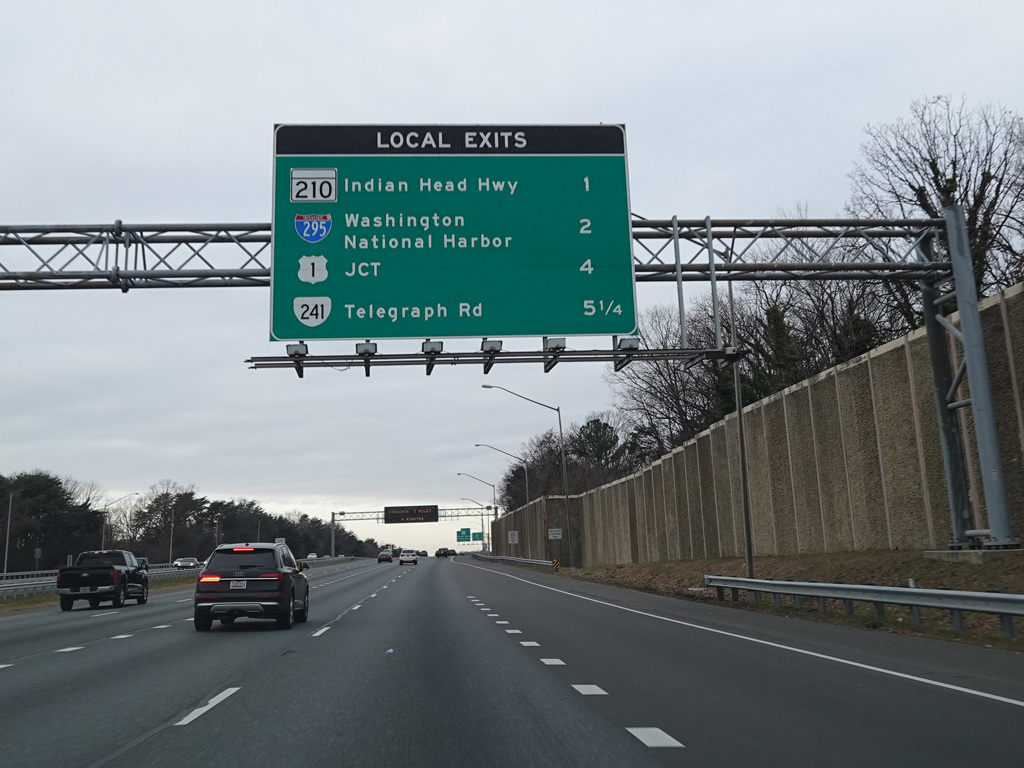 LOCAL EXITS
210 Indian Head Hwy 1
295 Washington 2
National Harbor
1 JCT 4
241 Telegraph Rd 5 1/4